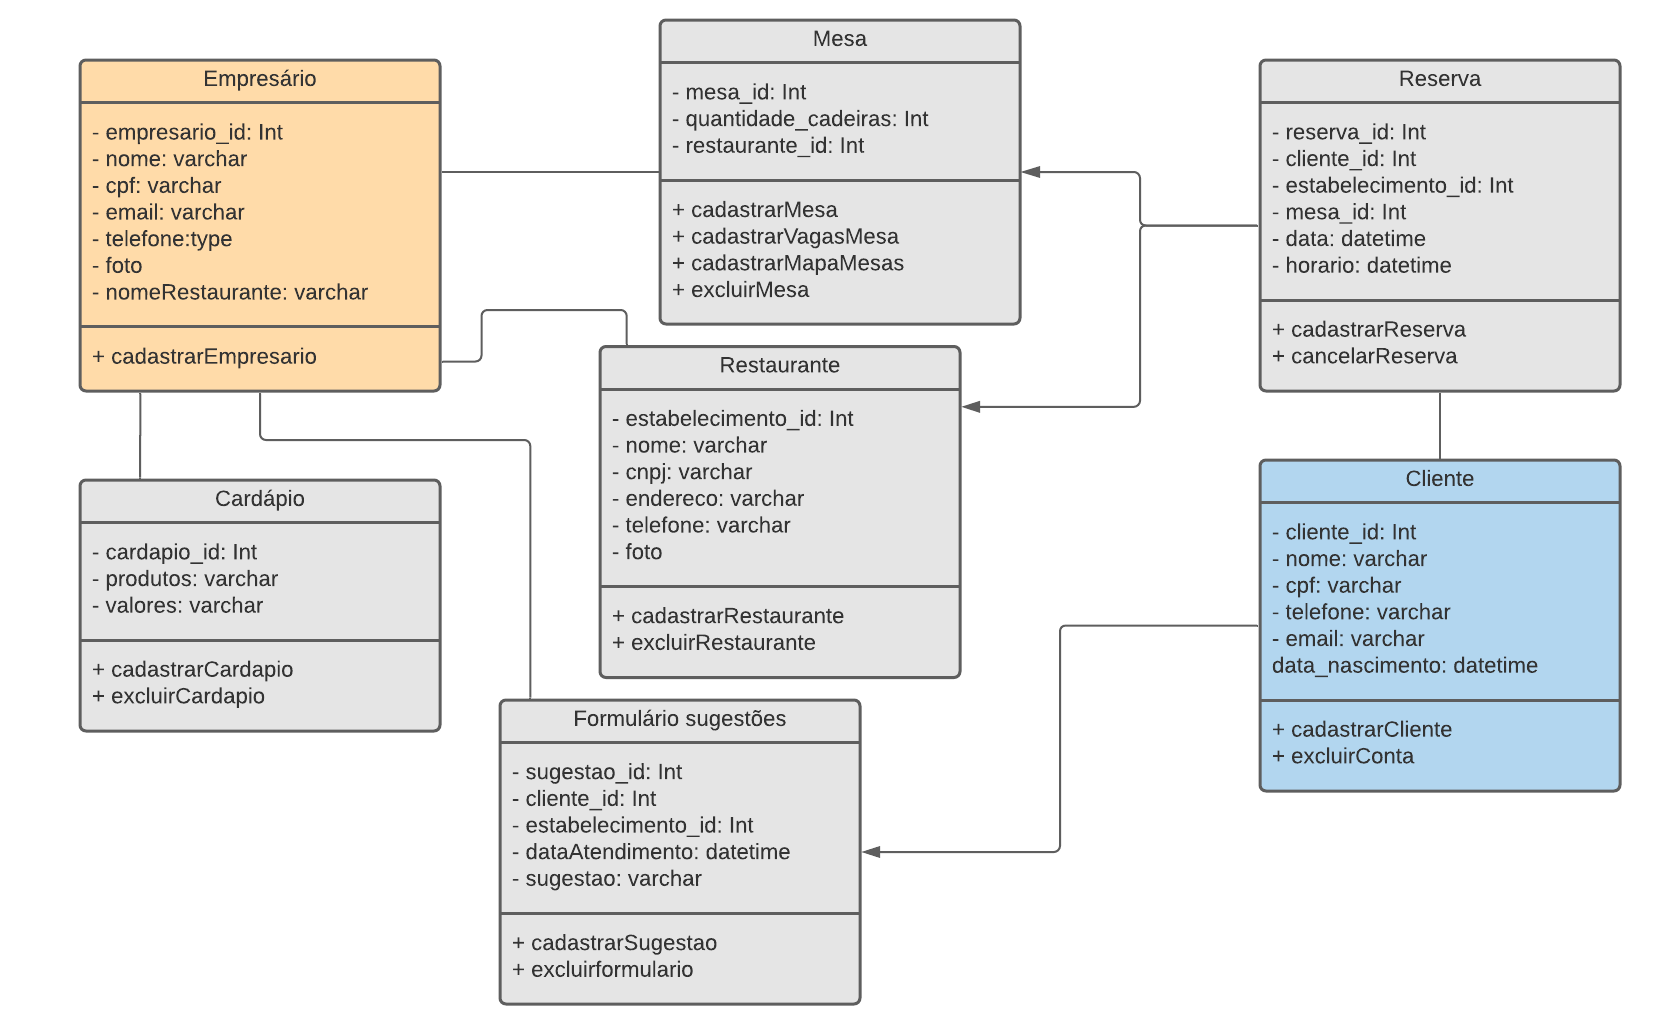 Empresário
- empresario_id: Int
- nome: varchar
- cpf: varchar
- email: varchar
- telefone:type
- foto
- nomeRestaurante: varchar
+ cadastrarEmpresario
Mesa
- mesa_id: Int
- quantidade_cadeiras: Int
- restaurante_id: Int
+ cadastrarMesa
+ cadastrarVagasMesa
+ cadastrarMapaMesas
+ excluirMesa
Reserva
- reserva_id: Int
- cliente_id: Int
- estabelecimento_id: Int
- mesa_id: Int
- data: datetime
- horario: datetime
+ cadastrarReserva
+ cancelarReserva
Restaurante
- estabelecimento_id: Int
- nome: varchar
- cnpj: varchar
- endereco: varchar
- telefone: varchar
- foto
+ cadastrarRestaurante
+ excluirRestaurante
Cardápio
- cardapio_id: Int
- produtos: varchar
- valores: varchar
+ cadastrarCardapio
+ excluirCardapio
Cliente
- cliente_id: Int
- nome: varchar
- cpf: varchar
- telefone: varchar
- email: varchar
data_nascimento: datetime
+ cadastrarCliente
+ excluirConta
Formulário sugestões
- sugestao_id: Int
- cliente_id: Int
- estabelecimento_id: Int
- dataAtendimento: datetime
- sugestao: varchar
+ cadastrarSugestao
+ excluirformulario